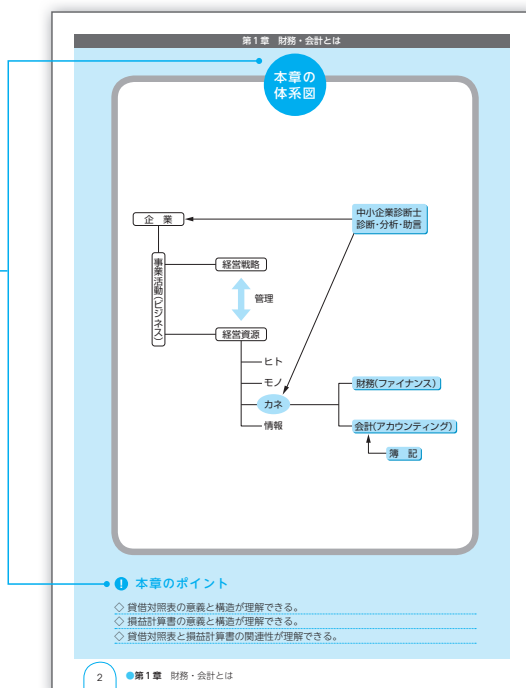 第1章 財務・会計とは
本章の
体系図
企 業
中小企業診断士
診断・分析・助言
事業活動(ビジネス)
経営戦略
管理
経営資源
ヒト
モノ
カネ
情報
財務(ファイナンス)
会計(アカウンティング)
簿 記
! 本章のポイント
◇ 貸借対照表の意義と構造が理解できる。
◇ 損益計算書の意義と構造が理解できる。
◇ 貸借対照表と損益計算書の関連性が理解できる。
2 ●第1章 財務・会計とは